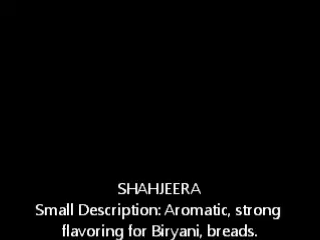 SHAHJEERA
Small Description: Aromatic, strong
flavoring for Biryani, breads.